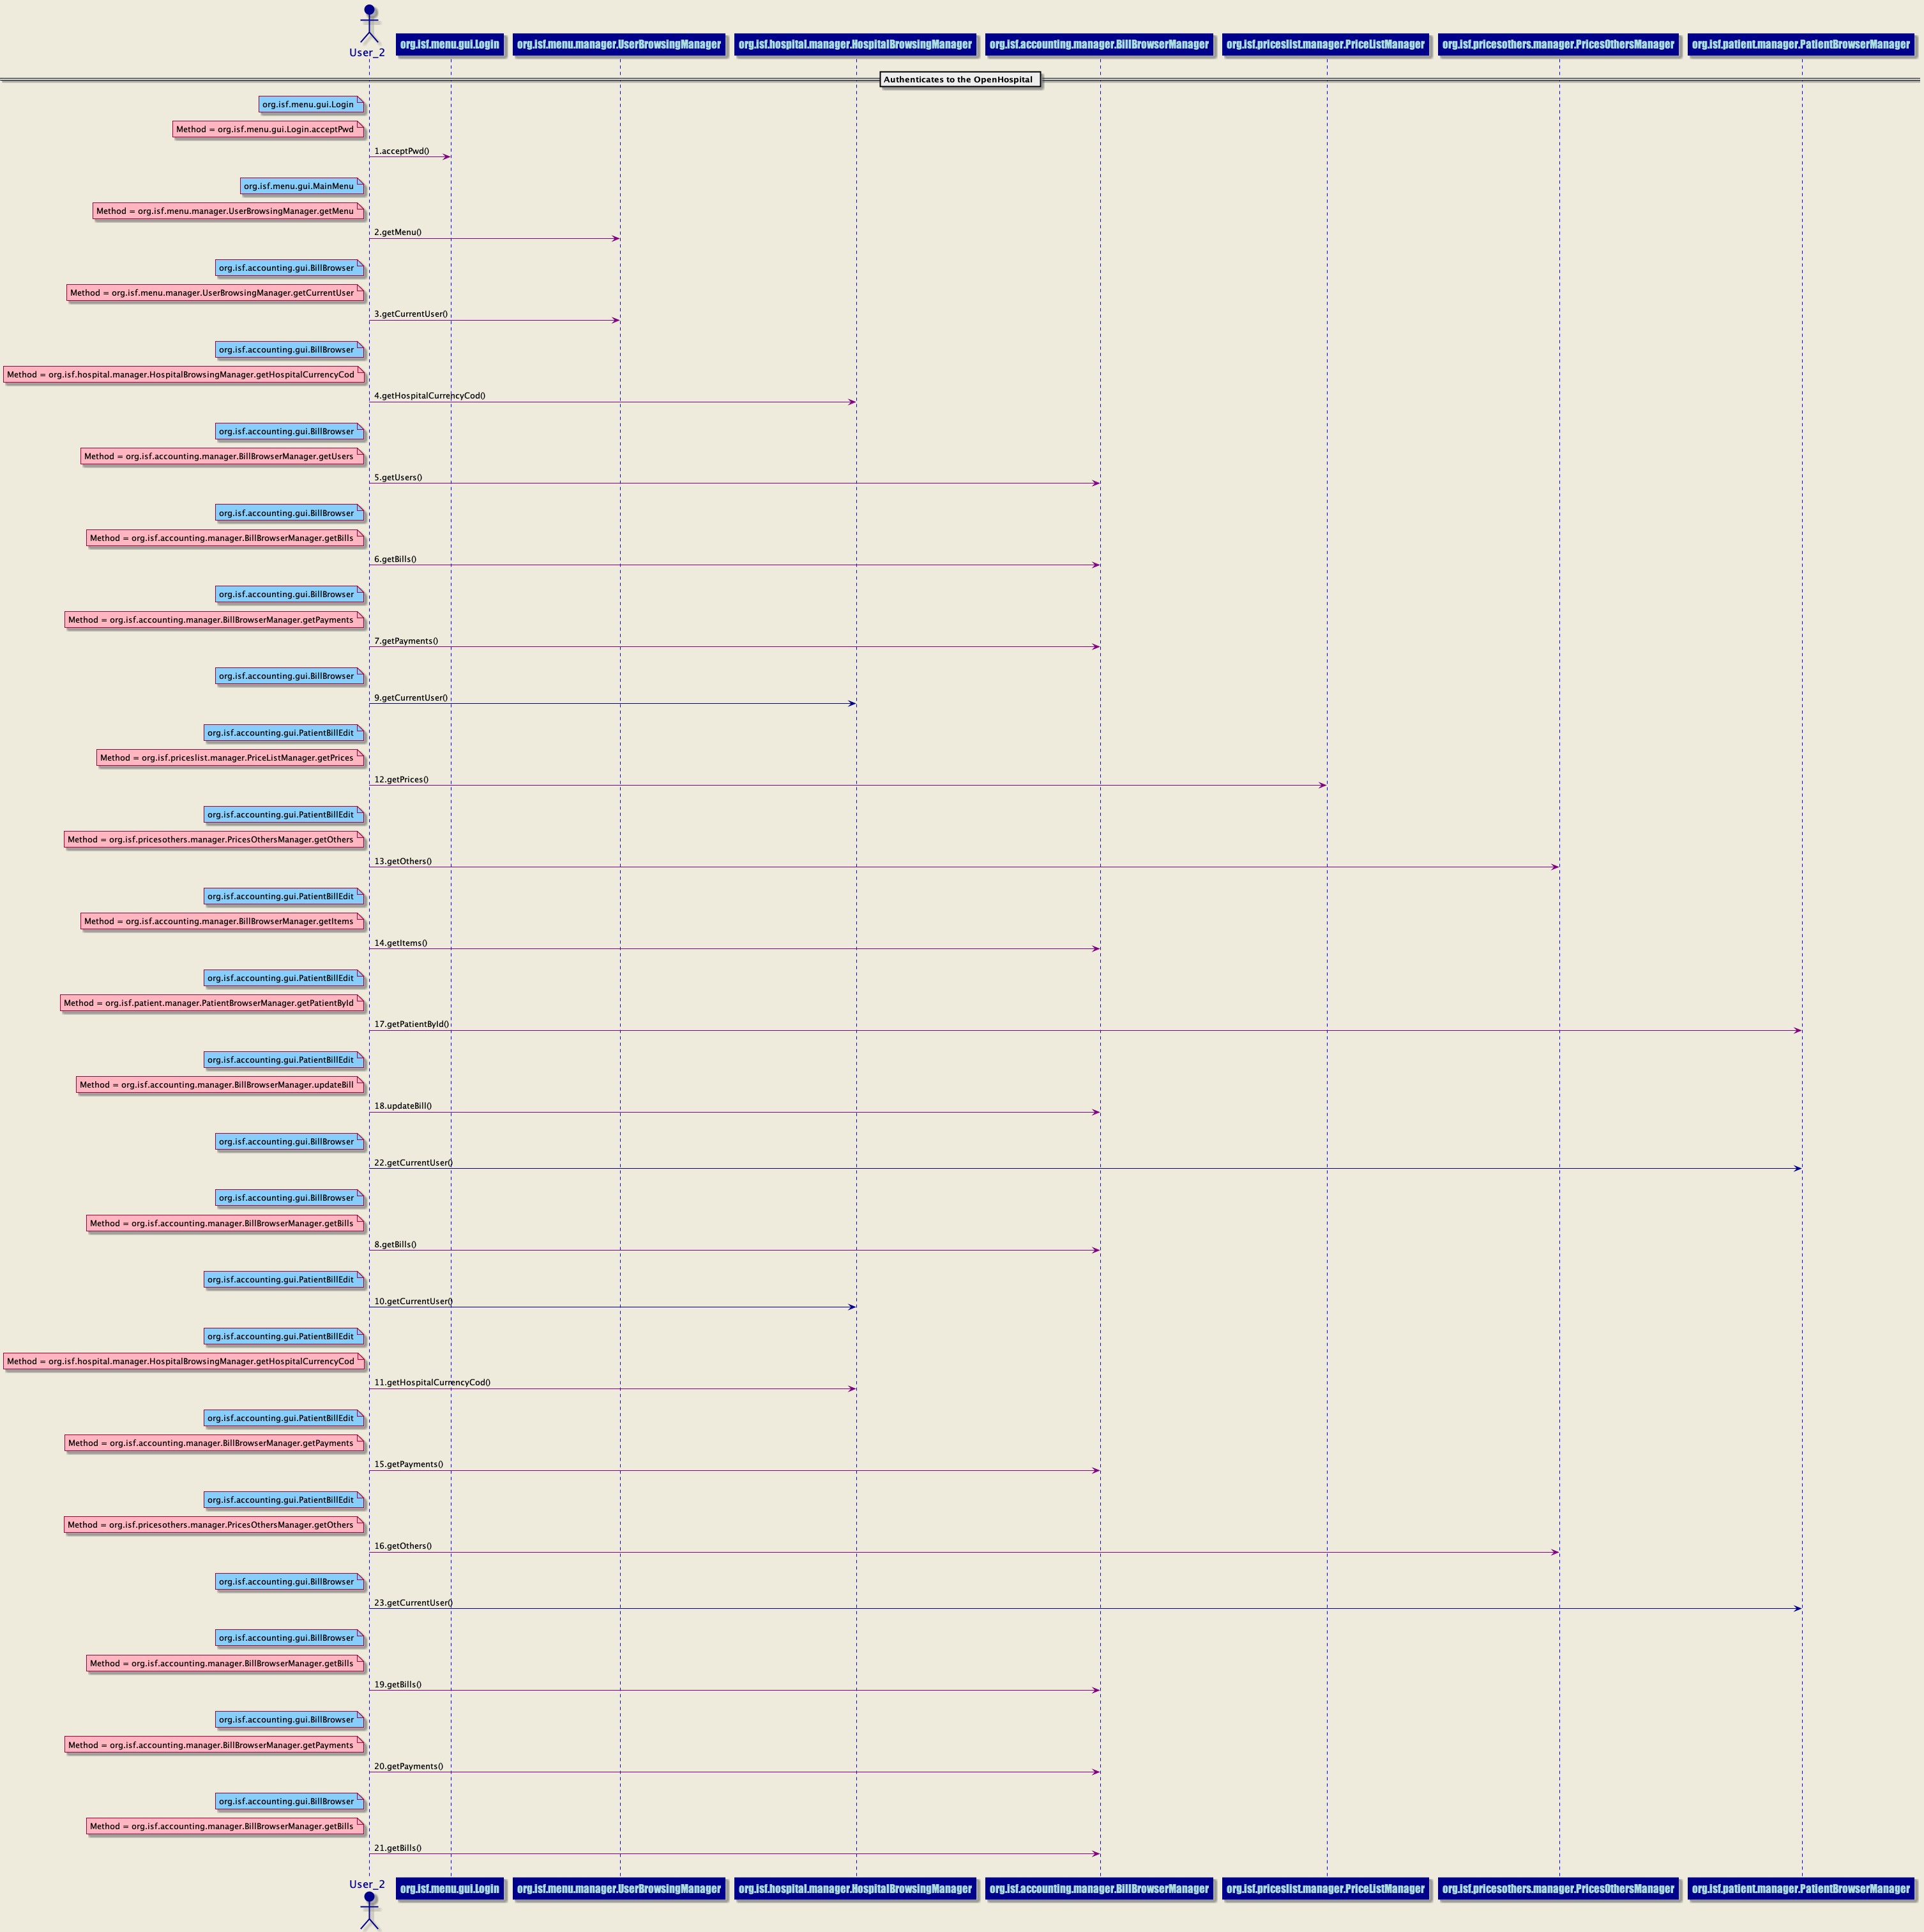 User_2
org.isf.menu.gui.Login
org.isf.menu.manager.UserBrowsingManager
org.isf.hospital.manager.HospitalBrowsingManager
org.isf.accounting.manager.BillBrowserManager
org.isf.priceslist.manager.PriceListManager
org.isf.pricesothers.manager.PricesOthersManager
org.isf.patient.manager.PatientBrowserManager
Authenticates to the OpenHospital
org.isf.menu.gui.Login
Method = org.isf.menu.gui.Login.acceptPwd
1.acceptPwd()
org.isf.menu.gui.MainMenu
Method = org.isf.menu.manager.UserBrowsingManager.getMenu
2.getMenu()
org.isf.accounting.gui.BillBrowser
Method = org.isf.menu.manager.UserBrowsingManager.getCurrentUser
3.getCurrentUser()
org.isf.accounting.gui.BillBrowser
Method = org.isf.hospital.manager.HospitalBrowsingManager.getHospitalCurrencyCod
4.getHospitalCurrencyCod()
org.isf.accounting.gui.BillBrowser
Method = org.isf.accounting.manager.BillBrowserManager.getUsers
5.getUsers()
org.isf.accounting.gui.BillBrowser
Method = org.isf.accounting.manager.BillBrowserManager.getBills
6.getBills()
org.isf.accounting.gui.BillBrowser
Method = org.isf.accounting.manager.BillBrowserManager.getPayments
7.getPayments()
org.isf.accounting.gui.BillBrowser
9.getCurrentUser()
org.isf.accounting.gui.PatientBillEdit
Method = org.isf.priceslist.manager.PriceListManager.getPrices
12.getPrices()
org.isf.accounting.gui.PatientBillEdit
Method = org.isf.pricesothers.manager.PricesOthersManager.getOthers
13.getOthers()
org.isf.accounting.gui.PatientBillEdit
Method = org.isf.accounting.manager.BillBrowserManager.getItems
14.getItems()
org.isf.accounting.gui.PatientBillEdit
Method = org.isf.patient.manager.PatientBrowserManager.getPatientById
17.getPatientById()
org.isf.accounting.gui.PatientBillEdit
Method = org.isf.accounting.manager.BillBrowserManager.updateBill
18.updateBill()
org.isf.accounting.gui.BillBrowser
22.getCurrentUser()
org.isf.accounting.gui.BillBrowser
Method = org.isf.accounting.manager.BillBrowserManager.getBills
8.getBills()
org.isf.accounting.gui.PatientBillEdit
10.getCurrentUser()
org.isf.accounting.gui.PatientBillEdit
Method = org.isf.hospital.manager.HospitalBrowsingManager.getHospitalCurrencyCod
11.getHospitalCurrencyCod()
org.isf.accounting.gui.PatientBillEdit
Method = org.isf.accounting.manager.BillBrowserManager.getPayments
15.getPayments()
org.isf.accounting.gui.PatientBillEdit
Method = org.isf.pricesothers.manager.PricesOthersManager.getOthers
16.getOthers()
org.isf.accounting.gui.BillBrowser
23.getCurrentUser()
org.isf.accounting.gui.BillBrowser
Method = org.isf.accounting.manager.BillBrowserManager.getBills
19.getBills()
org.isf.accounting.gui.BillBrowser
Method = org.isf.accounting.manager.BillBrowserManager.getPayments
20.getPayments()
org.isf.accounting.gui.BillBrowser
Method = org.isf.accounting.manager.BillBrowserManager.getBills
21.getBills()
User_2
org.isf.menu.gui.Login
org.isf.menu.manager.UserBrowsingManager
org.isf.hospital.manager.HospitalBrowsingManager
org.isf.accounting.manager.BillBrowserManager
org.isf.priceslist.manager.PriceListManager
org.isf.pricesothers.manager.PricesOthersManager
org.isf.patient.manager.PatientBrowserManager